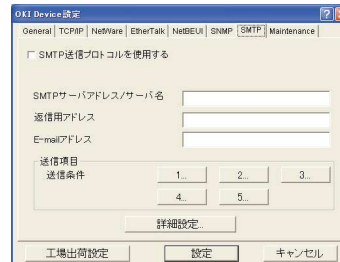 OKI Device設定
General TCP/IP NetWare EtherTalk NetBEUI SNMP SMTP Maintenance
SMTP送信プロトコルを使用する
SMTPサーバアドレス/サーバ名
返信用アドレス
E-mailアドレス
送信項目
送信条件 1... 2... 3...
4... 5...
詳細設定...
工場出荷設定 設定 キャンセル